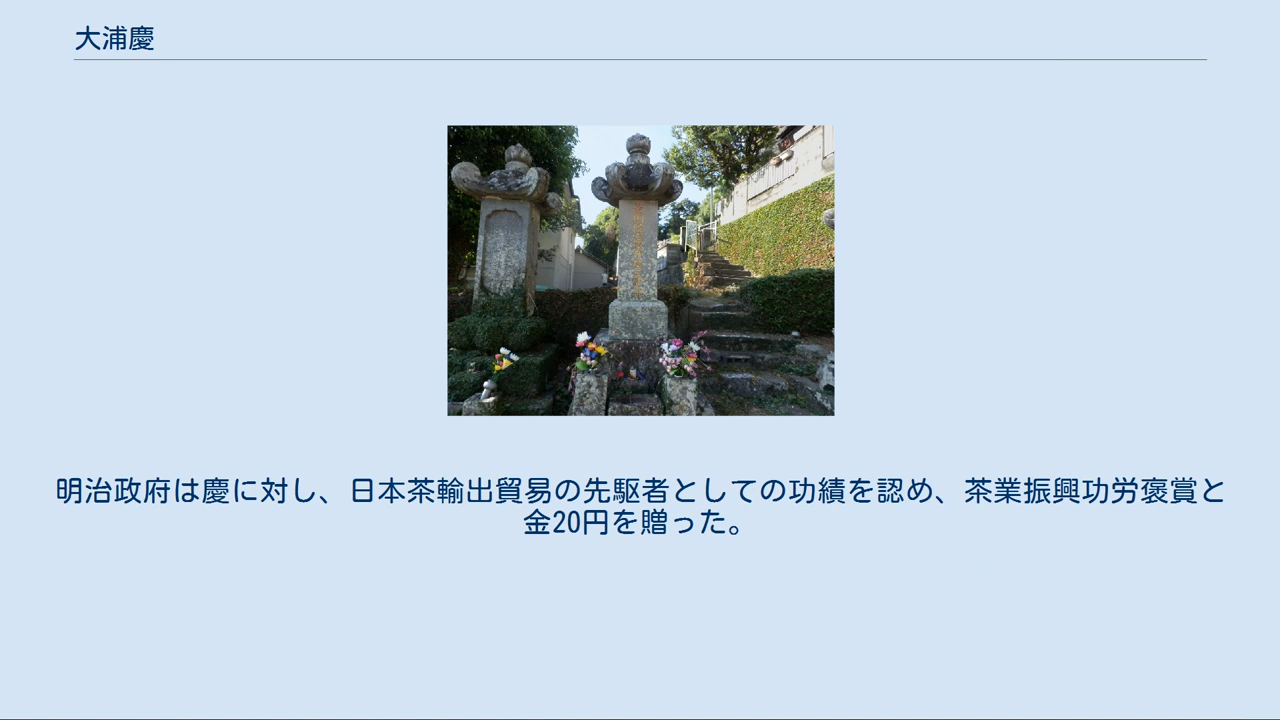 大浦慶
明治政府は慶に対し、日本茶輸出貿易の先駆者としての功績を認め、茶業振興功労褒賞と
金20円を贈った。